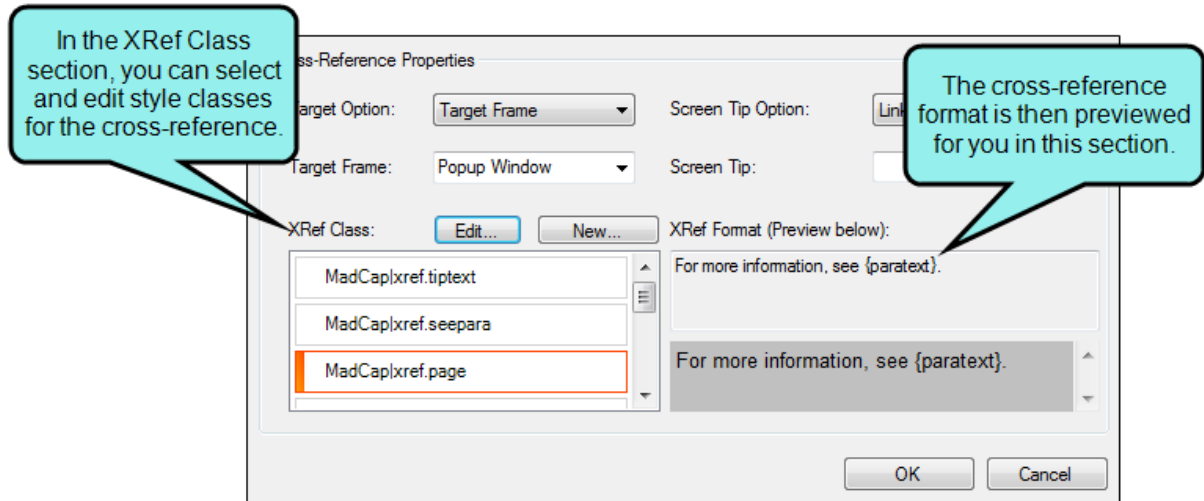 In the XRef Class
section, you can select
and edit style classes
for the cross-reference.
The cross-reference
format is then previewed
for you in this section.
ss-Reference Properties
Target Option:
Target Frame
Screen Tip Option:
Link
Target Frame:
Popup Window
Screen Tip:
XRef Class:
Edit...
New...
XRef Format (Preview below):
MadCap|xref.tiptext
MadCap|xref.seepara
MadCap|xref.page
For more information, see {paratext}.
For more information, see {paratext}.
OK
Cancel